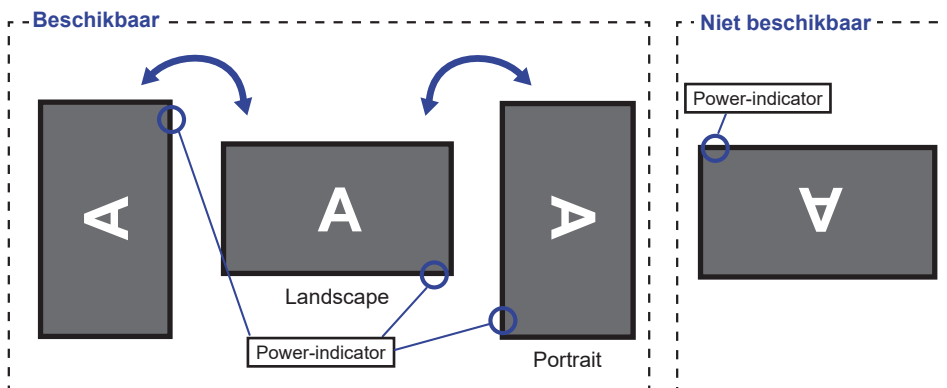 Beschikbaar
Niet beschikbaar
Power-indicator
A
A
A
A
Landscape
Power-indicator
Portrait